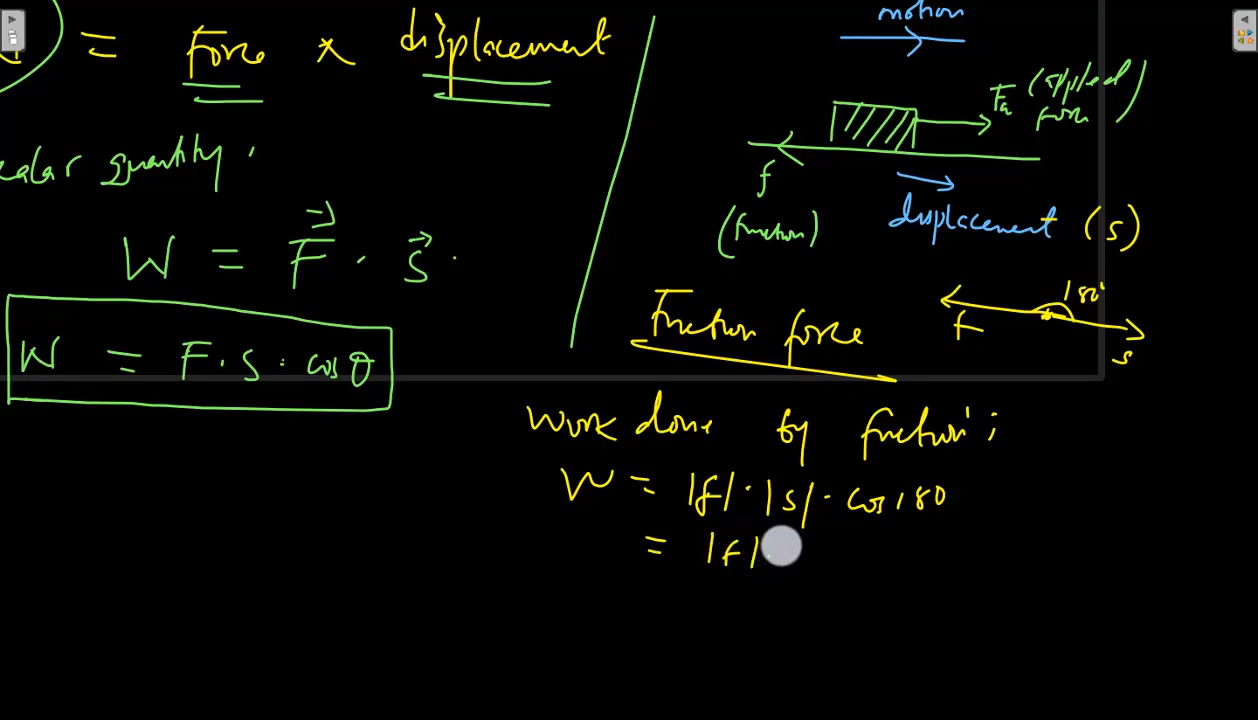 = Force × displacement
calar quantity.
W = F⃗ . s⃗ .
W = F . s . cos θ
motion
Fa (applied
force)
f
(friction)
displacement (s)
180°
f
s
Friction force
Work done by friction ;
W = |f| . |s| . cos 180
= |f|